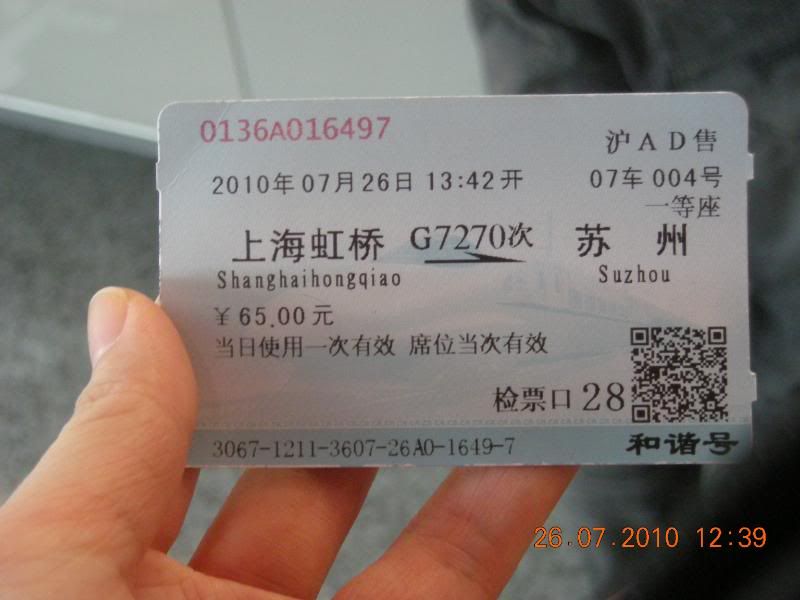 0136A016497
沪AD售
2010年07月26日 13:42开 07车 004号
一等座
上海虹桥 G7270次 苏州
Shanghaihongqiao Suzhou
￥65.00元
当日使用一次有效 席位当次有效
检票口 28
3067-1211-3607-26A0-1649-7 和谐号
26.07.2010 12:39